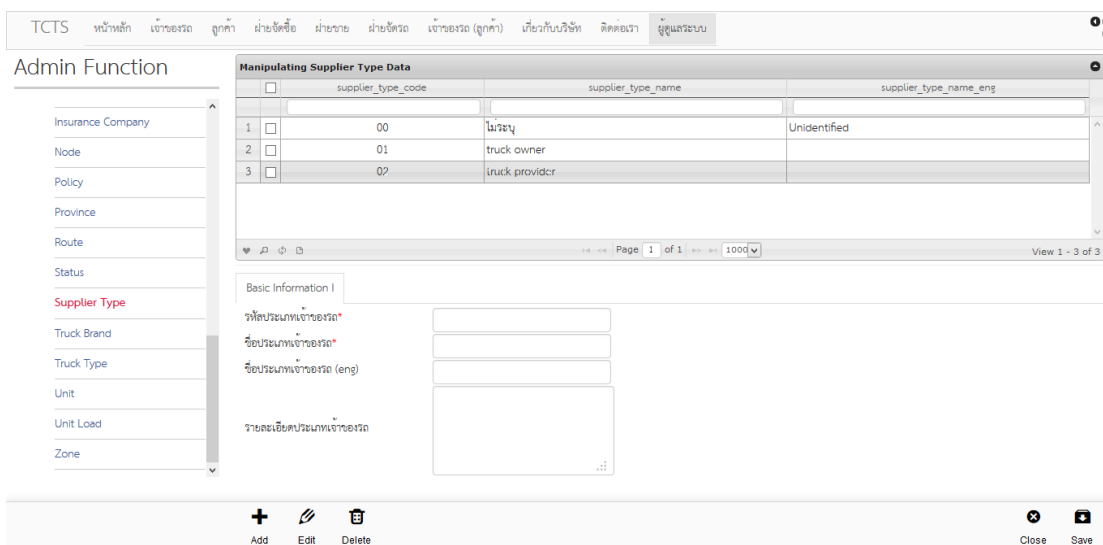 TCTS หน้าหลัก เจ้าของรถ ลูกค้า ฝ่ายจัดซื้อ ฝ่ายขาย ฝ่ายจัดรถ เจ้าของรถ (ลูกค้า) เกี่ยวกับบริษัท ติดต่อเรา ผู้ดูแลระบบ
Admin Function
Insurance Company
Node
Policy
Province
Route
Status
Supplier Type
Truck Brand
Truck Type
Unit
Unit Load
Zone
Manipulating Supplier Type Data
supplier_type_code supplier_type_name supplier_type_name_eng
1 00 ไม่ระบุ Unidentified
2 01 truck owner
3 02 truck provider
Page 1 of 1 1000 View 1 - 3 of 3
Basic Information I
รหัสประเภทเจ้าของรถ*
ชื่อประเภทเจ้าของรถ*
ชื่อประเภทเจ้าของรถ (eng)
รายละเอียดประเภทเจ้าของรถ
Add Edit Delete Close Save